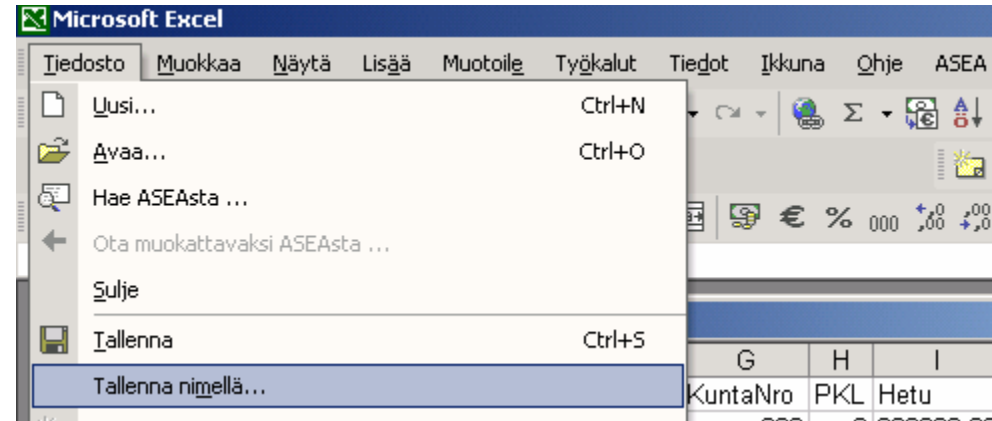 Microsoft Excel
Tiedosto Muokkaa Näytä Lisää Muotoile Työkalut Tiedot Ikkuna Ohje ASEA
Uusi... Ctrl+N
Avaa... Ctrl+O
Hae ASEAsta ...
Ota muokattavaksi ASEAsta ...
Sulje
Tallenna Ctrl+S
Tallenna nimellä...
€ % 000
G H I
KuntaNro PKL Hetu